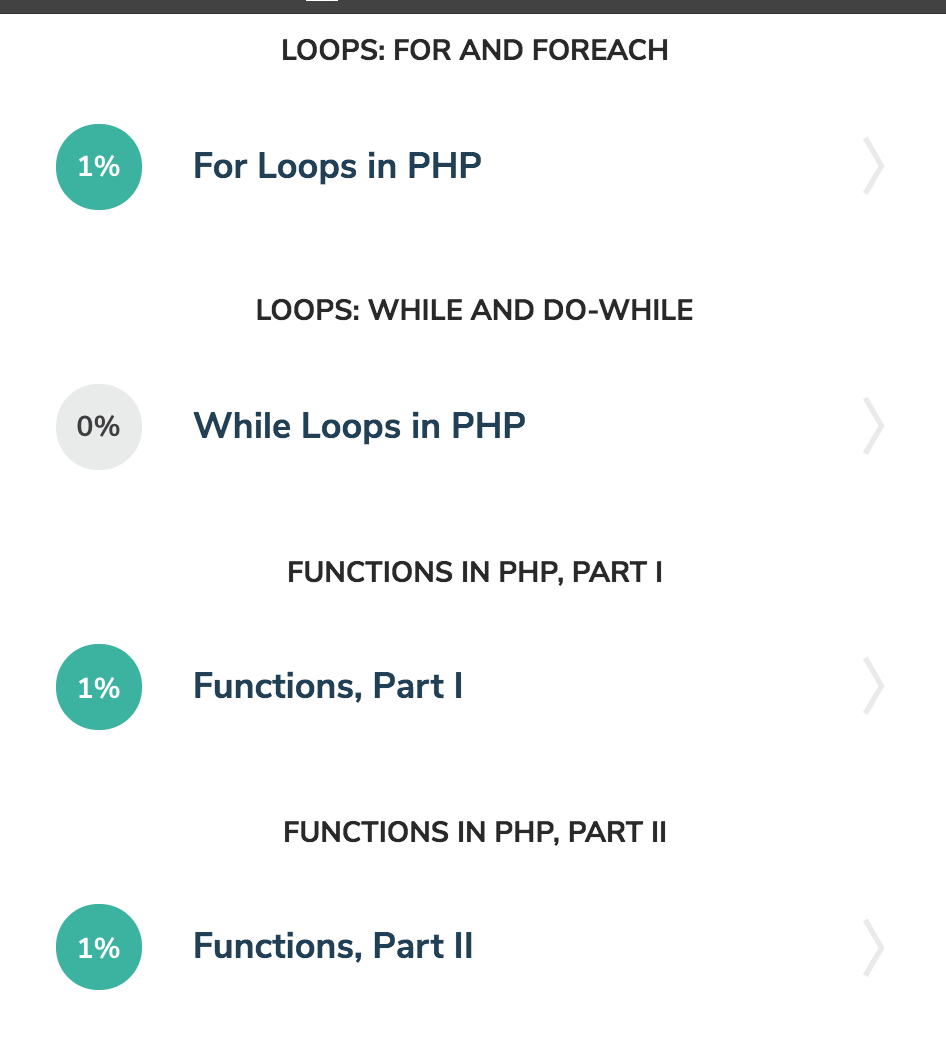 LOOPS: FOR AND FOREACH
1%
For Loops in PHP
LOOPS: WHILE AND DO-WHILE
0%
While Loops in PHP
FUNCTIONS IN PHP, PART I
1%
Functions, Part I
FUNCTIONS IN PHP, PART II
1%
Functions, Part II